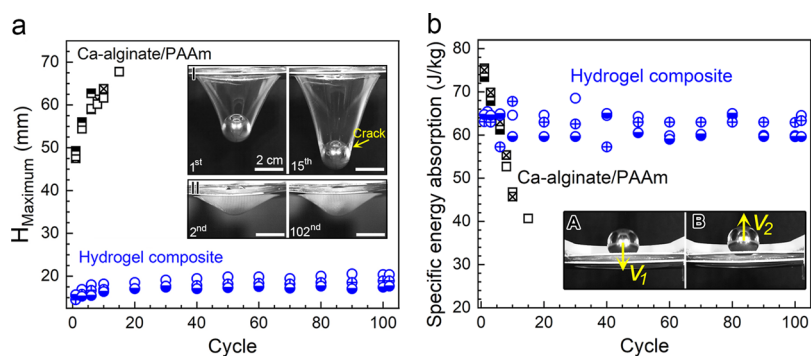 a
H_Maximum (mm)
70
60
50
40
30
20
10
0 20 40 60 80 100
Cycle
Ca-alginate/PAAm
I
1st
2 cm
15th
Crack
II
2nd
102nd
Hydrogel composite
b
Specific energy absorption (J/kg)
80
70
60
50
40
30
20
0 20 40 60 80 100
Cycle
Hydrogel composite
Ca-alginate/PAAm
A
V1
B
V2